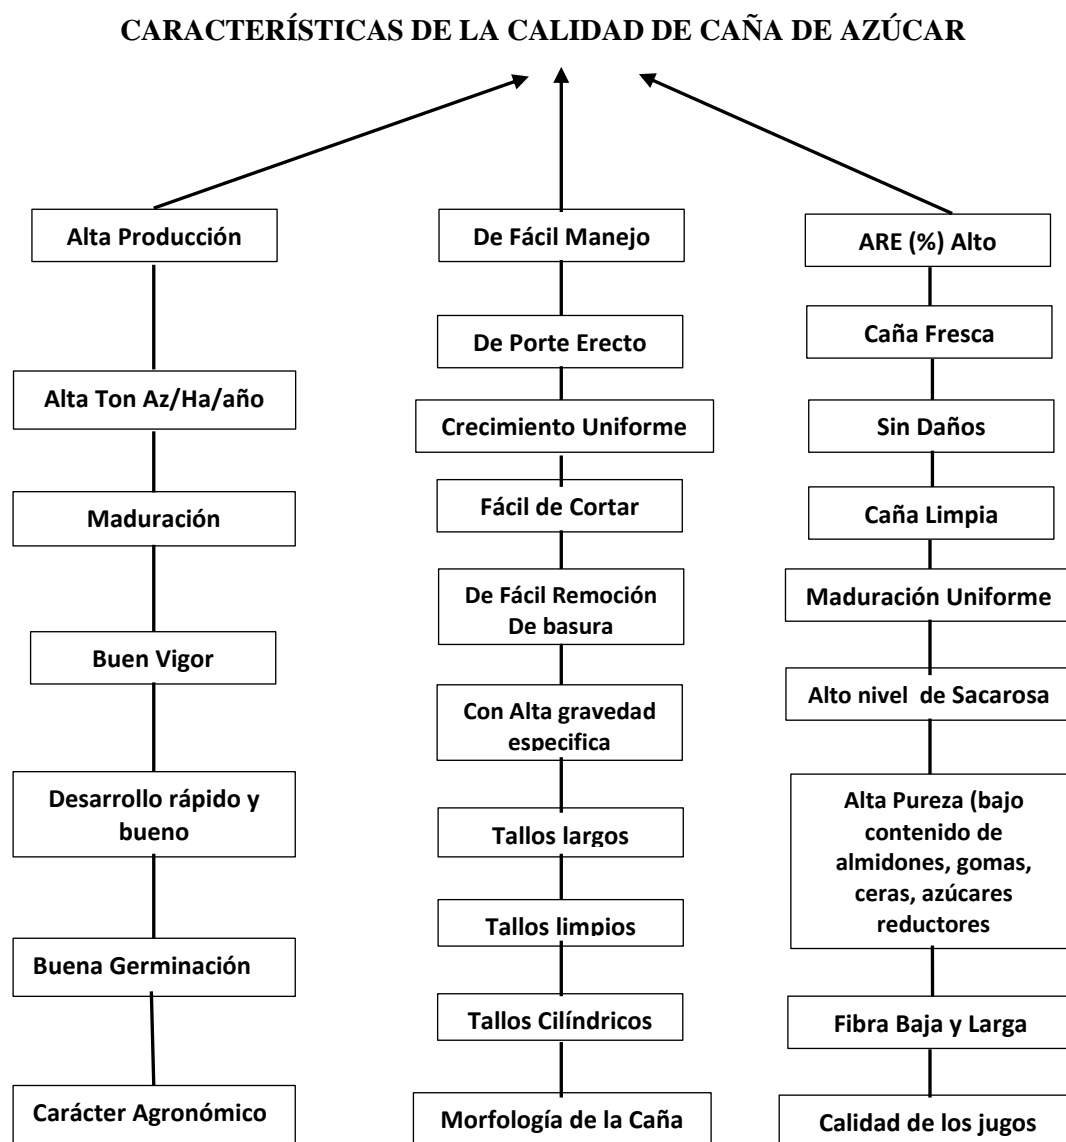 CARACTERÍSTICAS DE LA CALIDAD DE CAÑA DE AZÚCAR
Alta Producción
Alta Ton Az/Ha/año
Maduración
Buen Vigor
Desarrollo rápido y
bueno
Buena Germinación
Carácter Agronómico
De Fácil Manejo
De Porte Erecto
Crecimiento Uniforme
Fácil de Cortar
De Fácil Remoción
De basura
Con Alta gravedad
especifica
Tallos largos
Tallos limpios
Tallos Cilíndricos
Morfología de la Caña
ARE (%) Alto
Caña Fresca
Sin Daños
Caña Limpia
Maduración Uniforme
Alto nivel de Sacarosa
Alta Pureza (bajo
contenido de
almidones, gomas,
ceras, azúcares
reductores
Fibra Baja y Larga
Calidad de los jugos